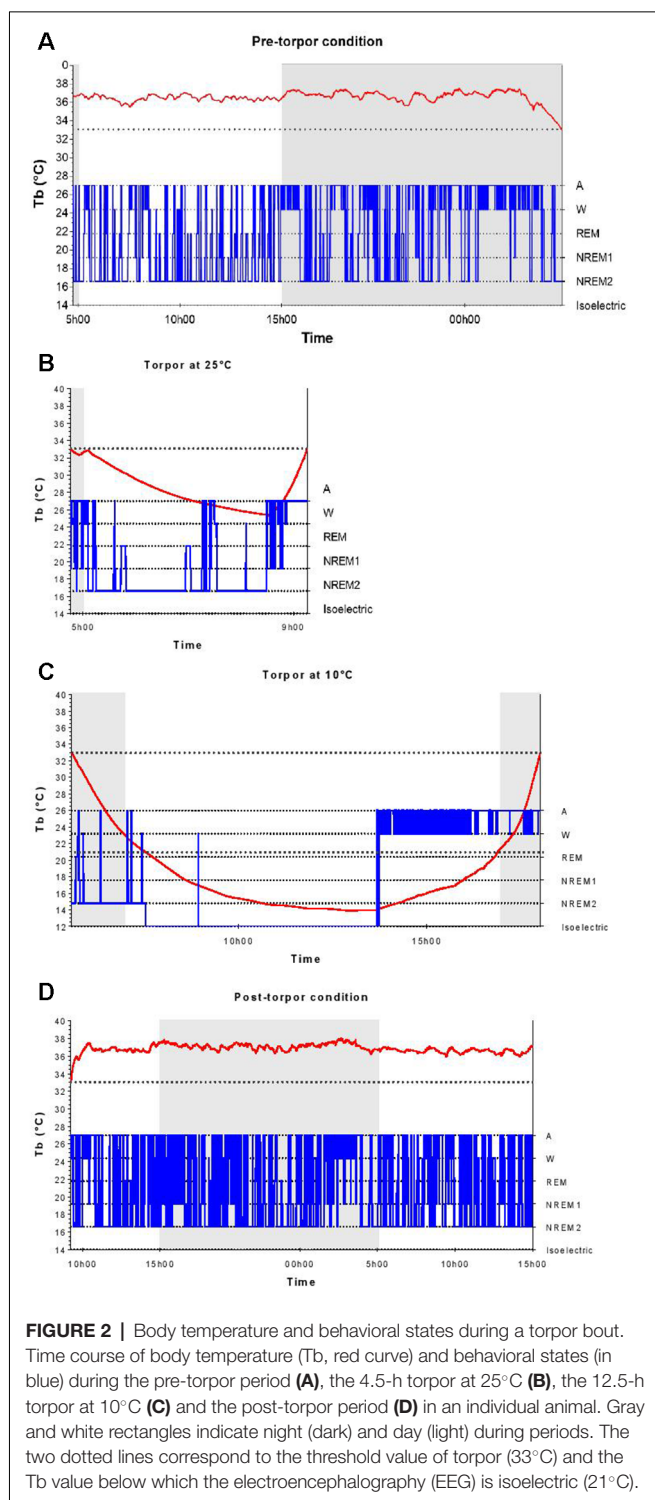 A
Pre-torpor condition
0
38
36
34
32
30
28
26
24
22
20
18
16
14
Tb (°C)
A
W
REM
NREM1
NREM2
Isoelectric
5h00 10h00 15h00 00h00
Time
B
Torpor at 25°C
40
38
36
34
32
30
28
26
24
22
20
18
16
14
Tb (°C)
A
W
REM
NREM1
NREM2
Isoelectric
5h00 9h00
Time
C
Torpor at 10°C
40
38
36
34
32
30
28
26
24
22
20
18
16
14
12
Tb (°C)
A
W
REM
NREM1
NREM2
Isoelectric
10h00 15h00
Time
D
Post-torpor condition
40
38
36
34
32
30
28
26
24
22
20
18
16
14
Tb (°C)
A
W
REM
NREM1
NREM2
Isoelectric
10h00 15h00 00h00 5h00 10h00 15h00
Time
FIGURE 2 | Body temperature and behavioral states during a torpor bout.
Time course of body temperature (Tb, red curve) and behavioral states (in
blue) during the pre-torpor period (A), the 4.5-h torpor at 25°C (B), the 12.5-h
torpor at 10°C (C) and the post-torpor period (D) in an individual animal. Gray
and white rectangles indicate night (dark) and day (light) during periods. The
two dotted lines correspond to the threshold value of torpor (33°C) and the
Tb value below which the electroencephalography (EEG) is isoelectric (21°C).